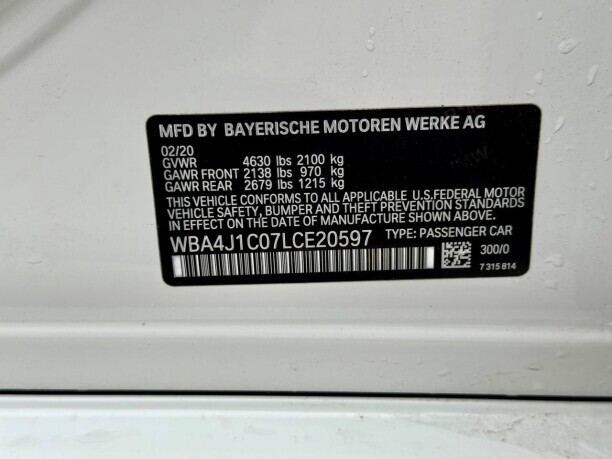 MFD BY BAYERISCHE MOTOREN WERKE AG
02/20
GVWR 4630 lbs 2100 kg
GAWR FRONT 2138 lbs 970 kg
GAWR REAR 2679 lbs 1215 kg
THIS VEHICLE CONFORMS TO ALL APPLICABLE U.S.FEDERAL MOTOR
VEHICLE SAFETY, BUMPER AND THEFT PREVENTION STANDARDS
IN EFFECT ON THE DATE OF MANUFACTURE SHOWN ABOVE.
WBA4J1C07LCE20597 TYPE: PASSENGER CAR
300/0
7 315 814